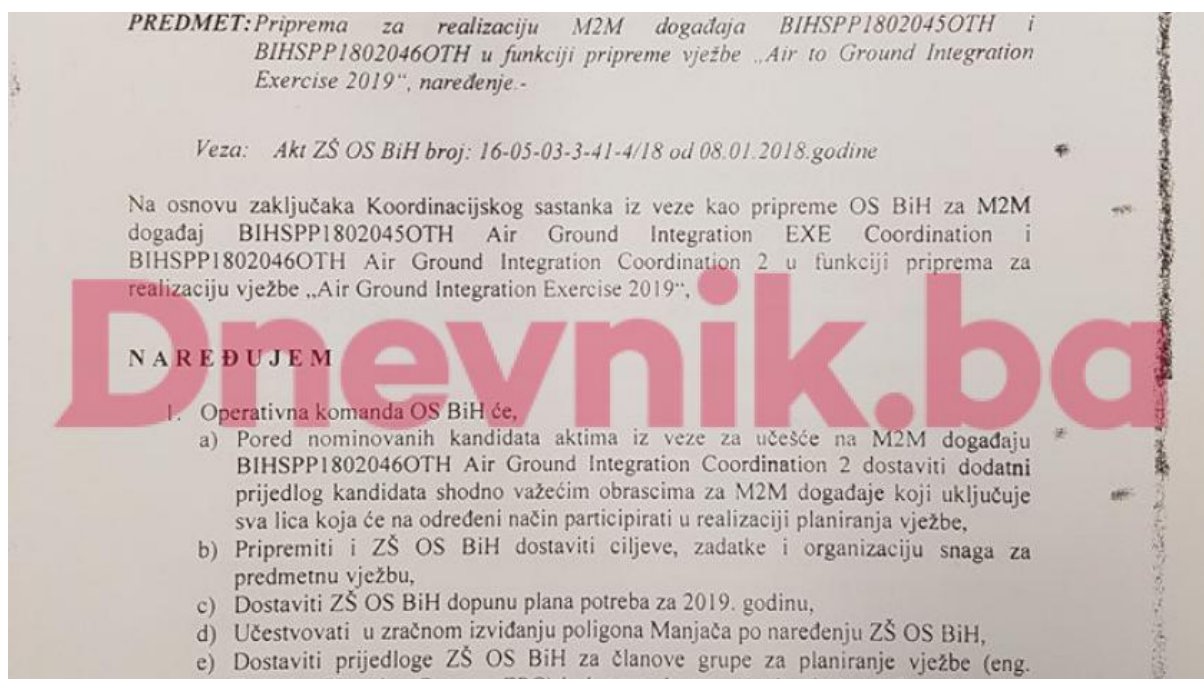 PREDMET: Priprema za realizaciju M2M događaja BIHSPP1802045OTH i
BIHSPP1802046OTH u funkciji pripreme vježbe „Air to Ground Integration
Exercise 2019“, naređenje.-
Veza: Akt ZŠ OS BiH broj: 16-05-03-3-41-4/18 od 08.01.2018.godine
Na osnovu zaključaka Koordinacijskog sastanka iz veze kao pripreme OS BiH za M2M
događaj BIHSPP1802045OTH Air Ground Integration EXE Coordination i
BIHSPP1802046OTH Air Ground Integration Coordination 2 u funkciji priprema za
realizaciju vježbe „Air Ground Integration Exercise 2019“,
Dnevnik.ba
N A R E Đ U J E M
1. Operativna komanda OS BiH će,
a) Pored nominovanih kandidata aktima iz veze za učešće na M2M događaju
BIHSPP1802046OTH Air Ground Integration Coordination 2 dostaviti dodatni
prijedlog kandidata shodno važećim obrascima za M2M događaje koji uključuje
sva lica koja će na određeni način participirati u realizaciji planiranja vježbe,
b) Pripremiti i ZŠ OS BiH dostaviti ciljeve, zadatke i organizaciju snaga za
predmetnu vježbu,
c) Dostaviti ZŠ OS BiH dopunu plana potreba za 2019. godinu,
d) Učestvovati u zračnom izviđanju poligona Manjača po naređenju ZŠ OS BiH,
e) Dostaviti prijedloge ZŠ OS BiH za članove grupe za planiranje vježbe (eng.